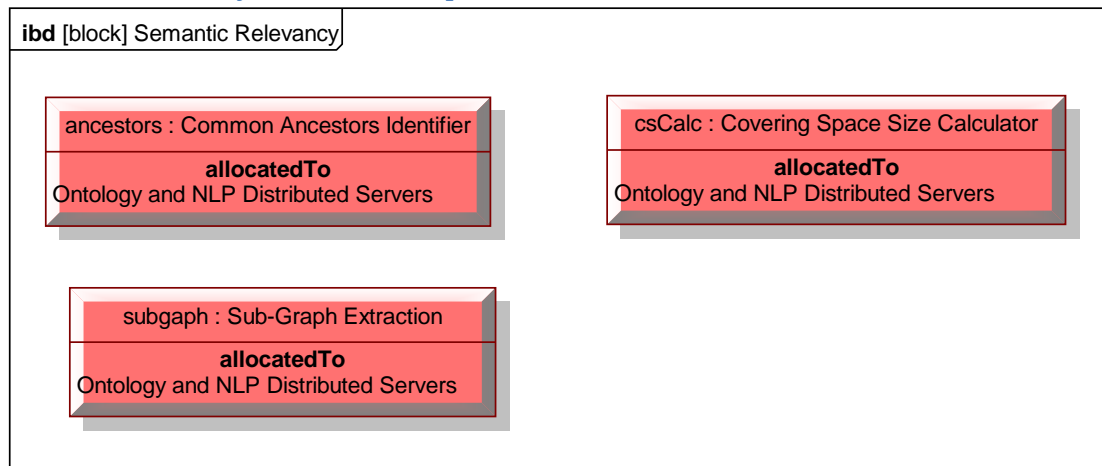 ibd [block] Semantic Relevancy
ancestors : Common Ancestors Identifier
allocatedTo
Ontology and NLP Distributed Servers
csCalc : Covering Space Size Calculator
allocatedTo
Ontology and NLP Distributed Servers
subgaph : Sub-Graph Extraction
allocatedTo
Ontology and NLP Distributed Servers